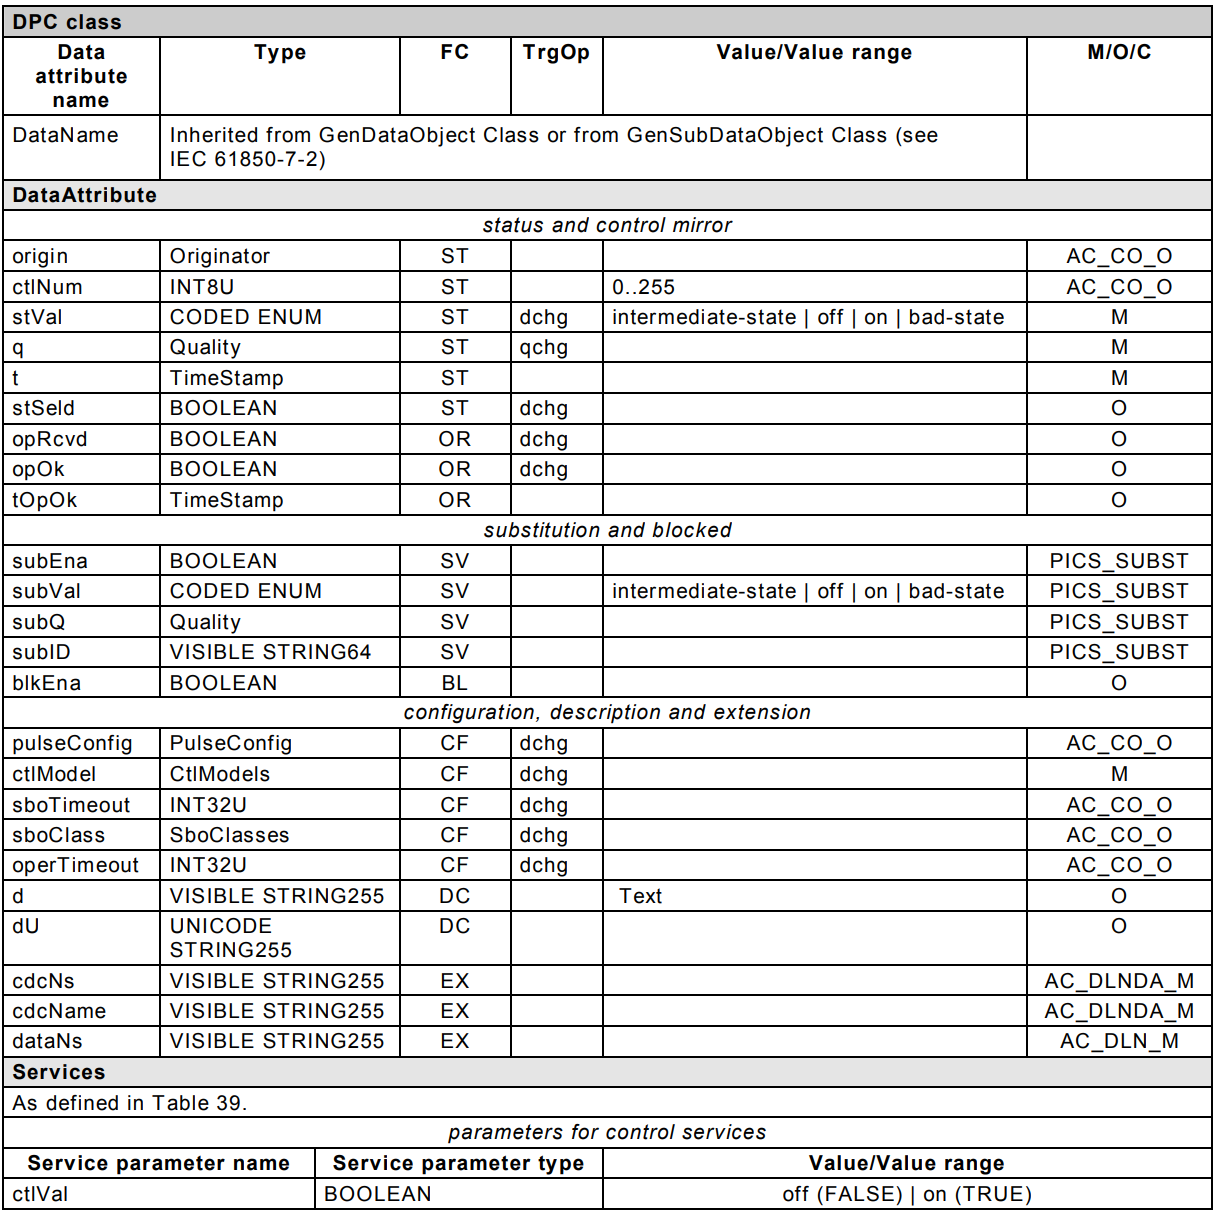 DPC class
Data attribute name Type FC TrgOp Value/Value range M/O/C
DataName Inherited from GenDataObject Class or from GenSubDataObject Class (see
IEC 61850-7-2)
DataAttribute
status and control mirror
origin Originator ST AC_CO_O
ctlNum INT8U ST 0..255 AC_CO_O
stVal CODED ENUM ST dchg intermediate-state | off | on | bad-state M
q Quality ST qchg M
t TimeStamp ST M
stSeld BOOLEAN ST dchg O
opRcvd BOOLEAN OR dchg O
opOk BOOLEAN OR dchg O
tOpOk TimeStamp OR O
substitution and blocked
subEna BOOLEAN SV PICS_SUBST
subVal CODED ENUM SV intermediate-state | off | on | bad-state PICS_SUBST
subQ Quality SV PICS_SUBST
subID VISIBLE STRING64 SV PICS_SUBST
blkEna BOOLEAN BL O
configuration, description and extension
pulseConfig PulseConfig CF dchg AC_CO_O
ctlModel CtlModels CF dchg M
sboTimeout INT32U CF dchg AC_CO_O
sboClass SboClasses CF dchg AC_CO_O
operTimeout INT32U CF dchg AC_CO_O
d VISIBLE STRING255 DC Text O
dU UNICODE STRING255 DC O
cdcNs VISIBLE STRING255 EX AC_DLNDA_M
cdcName VISIBLE STRING255 EX AC_DLNDA_M
dataNs VISIBLE STRING255 EX AC_DLN_M
Services
As defined in Table 39.
parameters for control services
Service parameter name Service parameter type Value/Value range
ctlVal BOOLEAN off (FALSE) | on (TRUE)